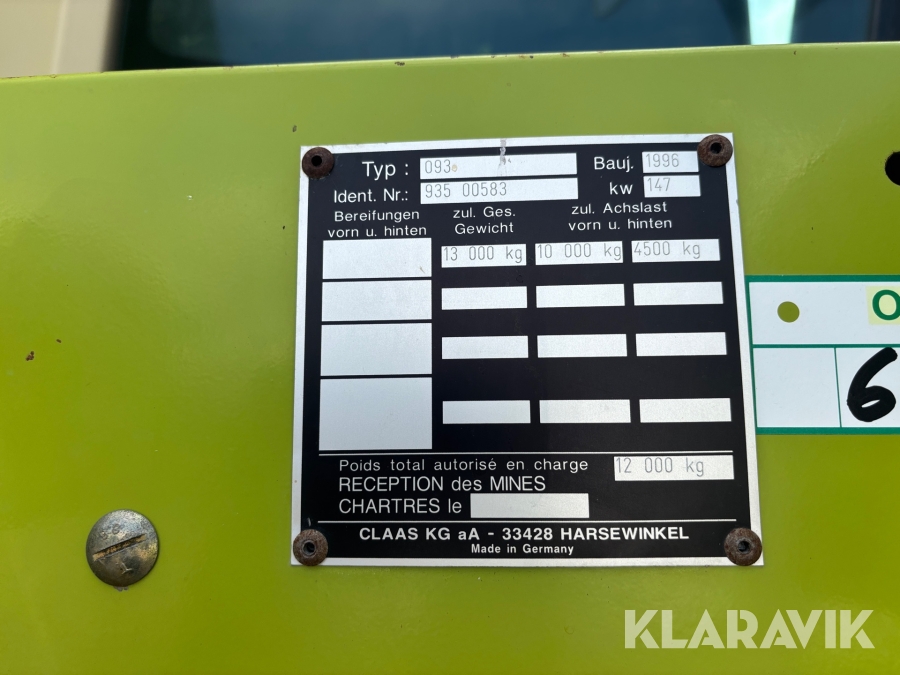 Typ : 093 Bauj. 1996
Ident. Nr.: 935 00583 kw 147
Bereifungen vorn u. hinten
zul. Ges. Gewicht
zul. Achslast vorn u. hinten
13 000 kg 10 000 kg 4500 kg
Poids total autorisé en charge 12 000 kg
RECEPTION des MINES
CHARTRES le
CLAAS KG aA - 33428 HARSEWINKEL
Made in Germany
O
6
KLARAVIK